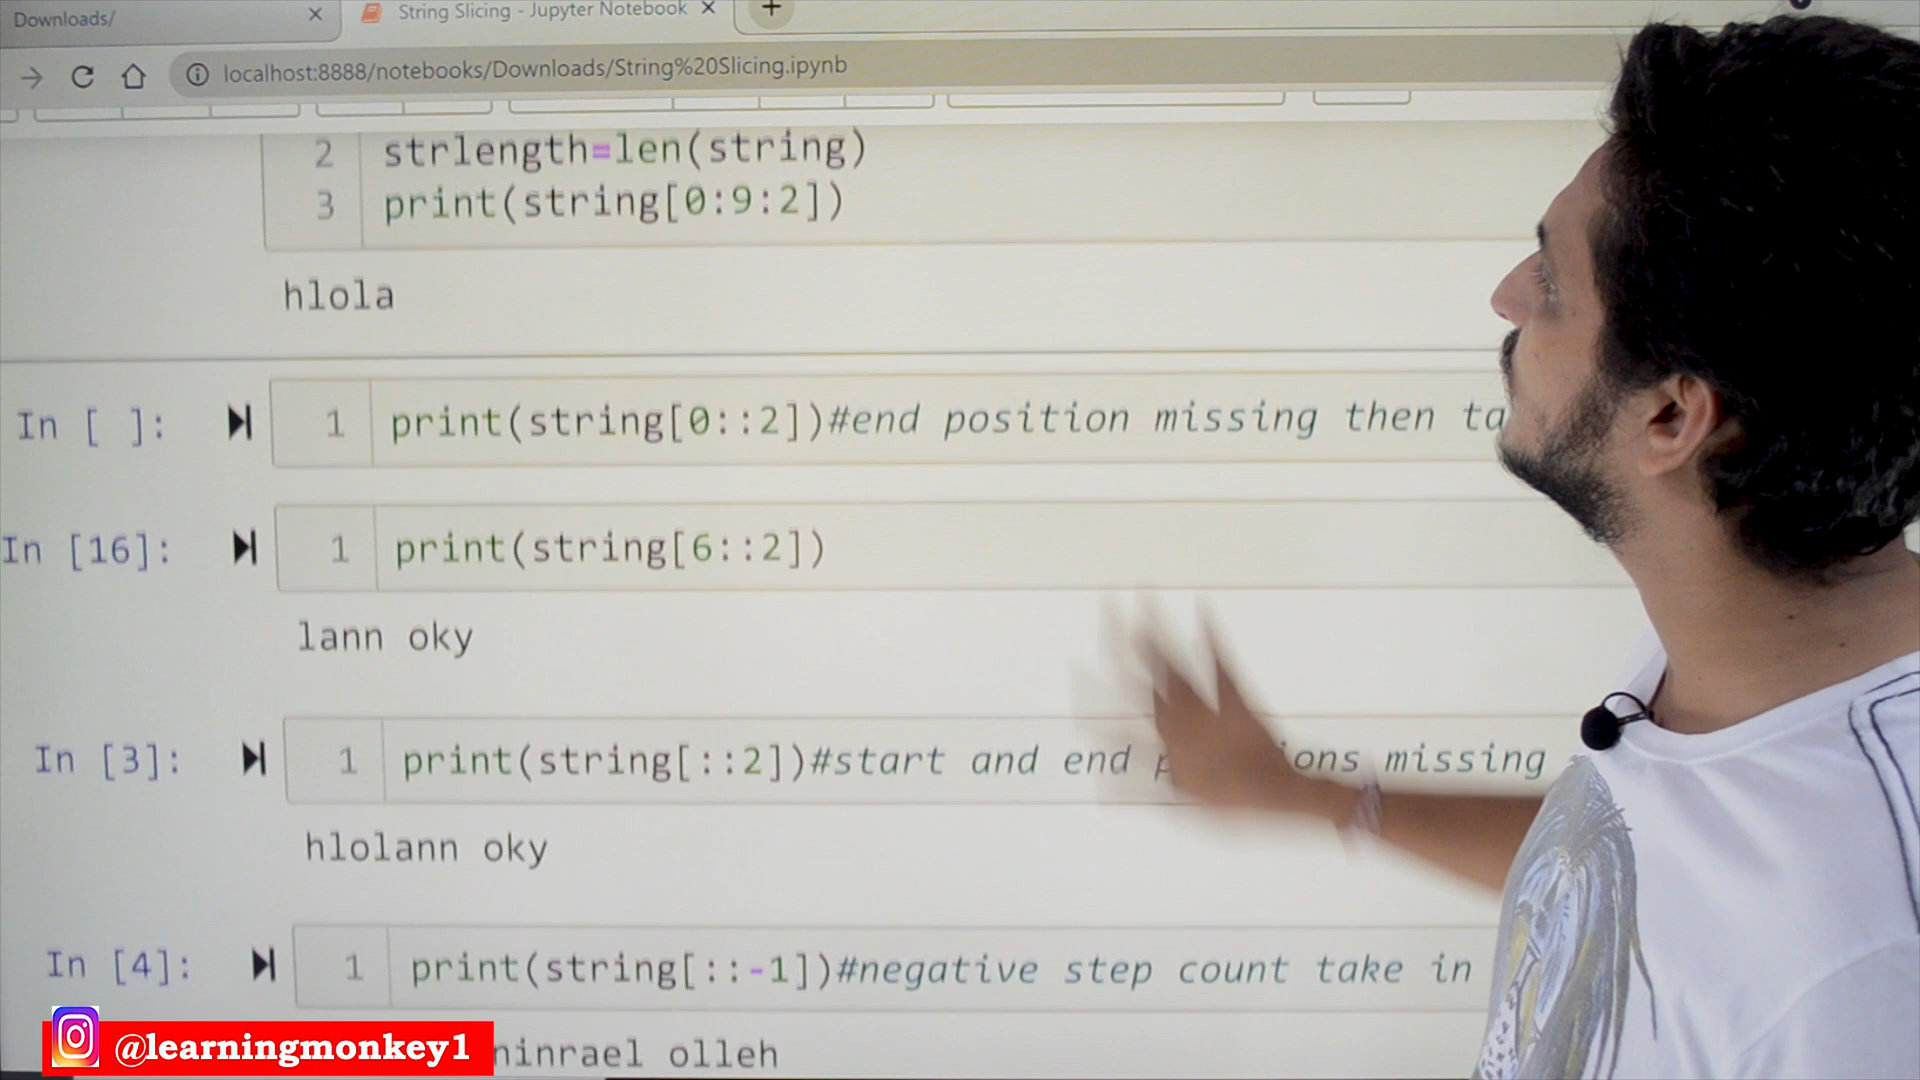 Downloads/
String Slicing - Jupyter Notebook
localhost:8888/notebooks/Downloads/String%20Slicing.ipynb
2 strlength=len(string)
3 print(string[0:9:2])
hlola
In [ ]: 1 print(string[0::2])#end position missing then ta
In [16]: 1 print(string[6::2])
lann oky
In [3]: 1 print(string[::2])#start and end p ions missing
hlolann oky
In [4]: 1 print(string[::-1])#negative step count take in
ninrael olleh
@learningmonkey1